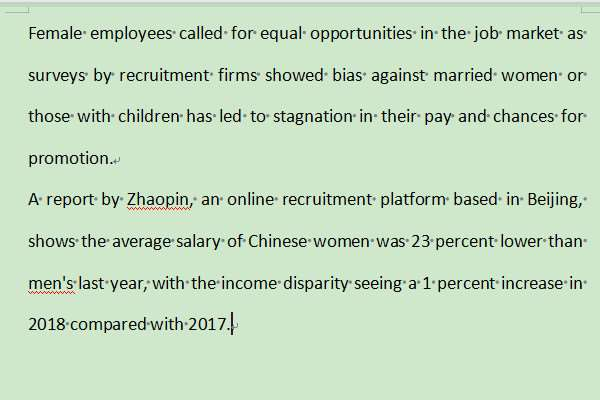 Female employees called for equal opportunities in the job market as
surveys by recruitment firms showed bias against married women or
those with children has led to stagnation in their pay and chances for
promotion.
A report by Zhaopin, an online recruitment platform based in Beijing,
shows the average salary of Chinese women was 23 percent lower than
men's last year, with the income disparity seeing a 1 percent increase in
2018 compared with 2017.